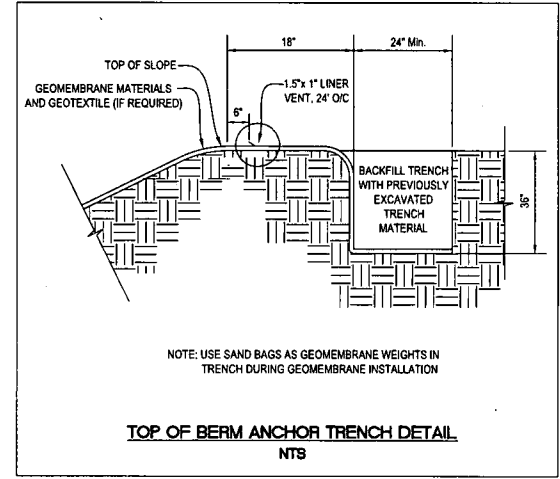 18"
24" Min.
TOP OF SLOPE
GEOMEMBRANE MATERIALS
AND GEOTEXTILE (IF REQUIRED)
1.5"x 1" LINER
VENT, 24' O/C
6"
BACKFILL TRENCH
WITH PREVIOUSLY
EXCAVATED
TRENCH
MATERIAL
36"
NOTE: USE SAND BAGS AS GEOMEMBRANE WEIGHTS IN
TRENCH DURING GEOMEMBRANE INSTALLATION
TOP OF BERM ANCHOR TRENCH DETAIL
NTS